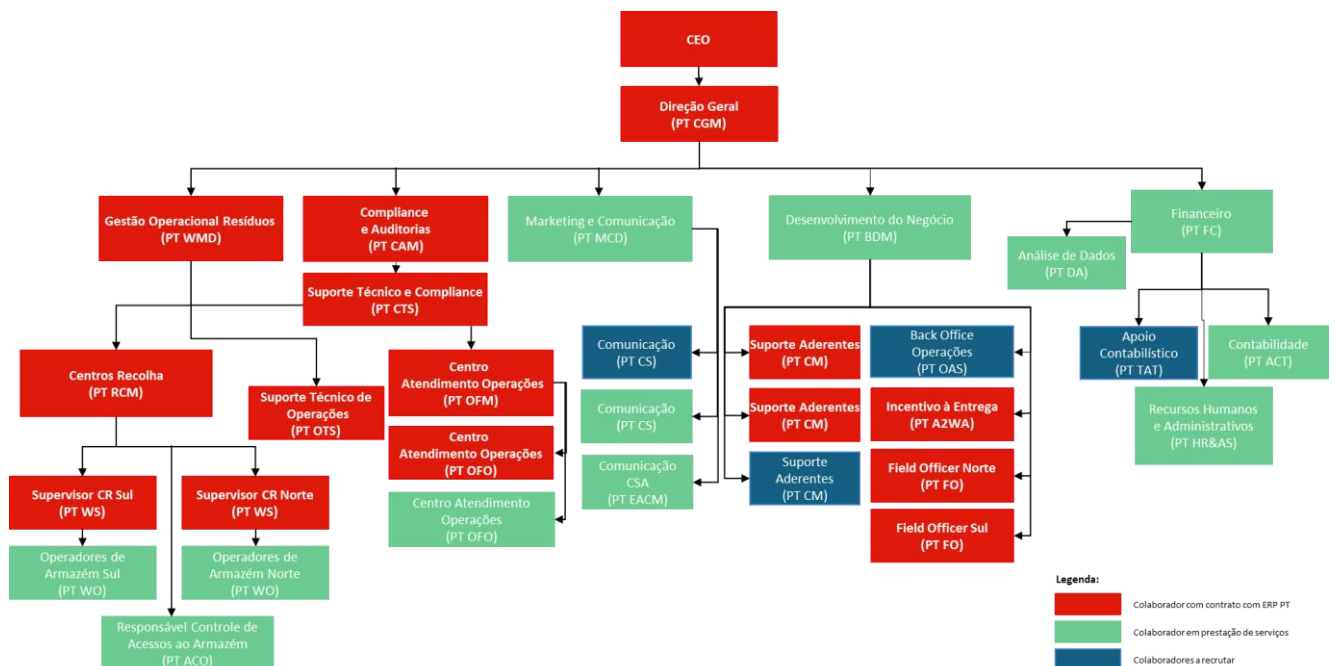 CEO
Direção Geral
(PT CGM)
Gestão Operacional Resíduos
(PT WMD)
Compliance
e Auditorias
(PT CAM)
Marketing e Comunicação
(PT MCD)
Desenvolvimento do Negócio
(PT BDM)
Financeiro
(PT FC)
Análise de Dados
(PT DA)
Suporte Técnico e Compliance
(PT CTS)
Centros Recolha
(PT RCM)
Suporte Técnico de
Operações
(PT OTS)
Centro
Atendimento Operações
(PT OFM)
Centro
Atendimento Operações
(PT OFO)
Centro Atendimento
Operações
(PT OFO)
Comunicação
(PT CS)
Comunicação
(PT CS)
Comunicação
CSA
(PT EACM)
Suporte Aderentes
(PT CM)
Suporte Aderentes
(PT CM)
Suporte
Aderentes
(PT CM)
Back Office
Operações
(PT OAS)
Incentivo à Entrega
(PT A2WA)
Field Officer Norte
(PT FO)
Field Officer Sul
(PT FO)
Apoio
Contabilístico
(PT TAT)
Contabilidade
(PT ACT)
Recursos Humanos
e Administrativos
(PT HR&AS)
Supervisor CR Sul
(PT WS)
Supervisor CR Norte
(PT WS)
Operadores de
Armazém Sul
(PT WO)
Operadores de
Armazém Norte
(PT WO)
Responsável Controle de
Acessos ao Armazém
(PT ACO)
Legenda:
Colaborador com contrato com ERP PT
Colaborador em prestação de serviços
Colaboradores a recrutar